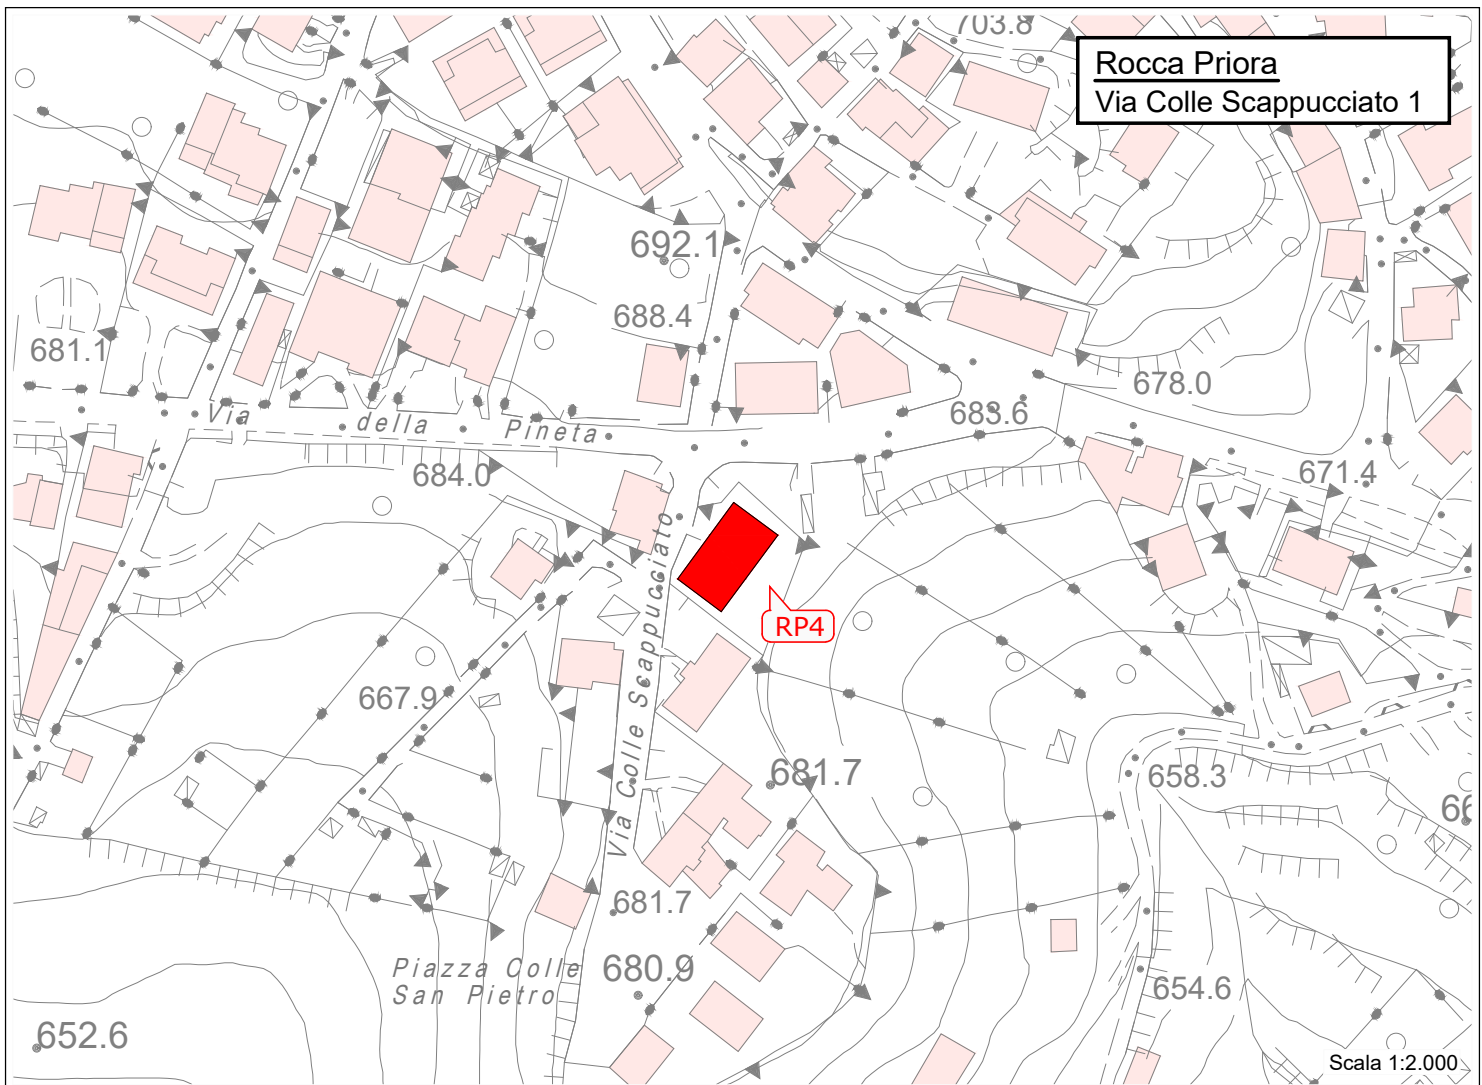 703.8
Rocca Priora
Via Colle Scappucciato 1
692.1
688.4
681.1
678.0
683.6
Via della Pineta
684.0
671.4
RP4
Via Colle Scappucciato
667.9
681.7
658.3
681.7
Piazza Colle
San Pietro
680.9
654.6
652.6
Scala 1:2.000